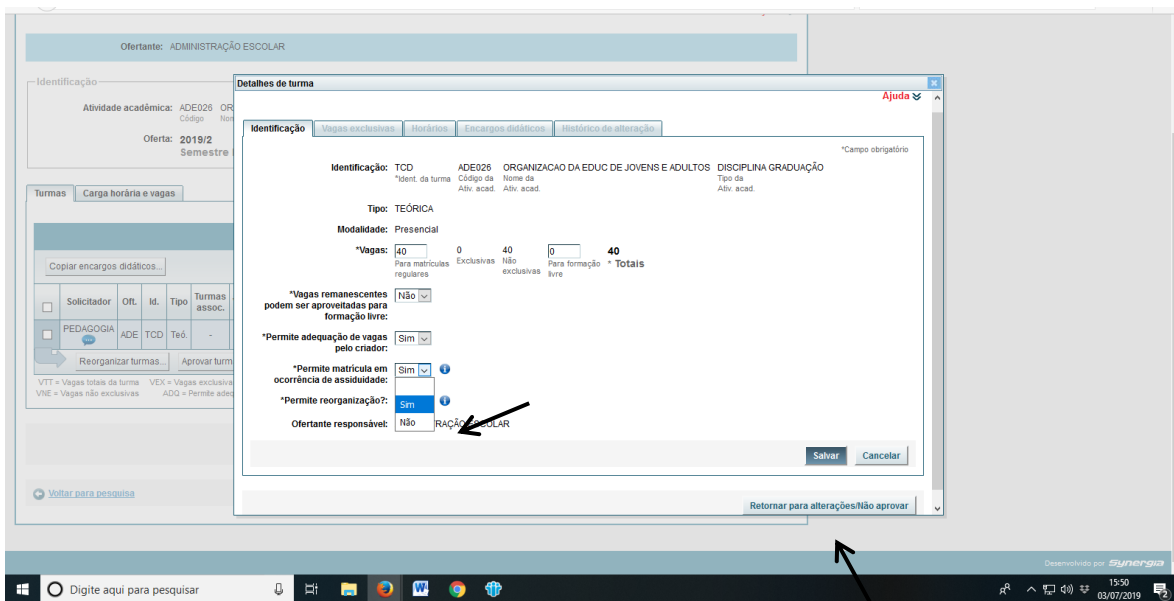 Ofertante: ADMINISTRAÇÃO ESCOLAR
Identificação
Atividade acadêmica: ADE026 OR
Código Nom
Oferta: 2019/2
Semestre
Turmas Carga horária e vagas
Copiar encargos didáticos...
Solicitador Oft. Id. Tipo Turmas assoc.
PEDAGOGIA ADE TCD Teó. -
Reorganizar turmas... Aprovar turm
VTT = Vagas totais da turma VEX = Vagas exclusiva
VNE = Vagas não exclusivas ADQ = Permite adeq
Voltar para pesquisa
Detalhes de turma
Ajuda
Identificação Vagas exclusivas Horários Encargos didáticos Histórico de alteração
*Campo obrigatório
Identificação: TCD ADE026 ORGANIZACAO DA EDUC DE JOVENS E ADULTOS DISCIPLINA GRADUAÇÃO
*Ident. da turma Código da Nome da Tipo da
Ativ. acad. Ativ. acad. Ativ. acad.
Tipo: TEÓRICA
Modalidade: Presencial
*Vagas: 40 0 40 0 40
Para matrículas Exclusivas Não Para formação * Totais
regulares exclusivas livre
*Vagas remanescentes Não
podem ser aproveitadas para
formação livre:
*Permite adequação de vagas Sim
pelo criador:
*Permite matrícula em Sim
ocorrência de assiduidade:
*Permite reorganização?: Sim
Ofertante responsável: Não RAÇÃO ESCOLAR
Salvar Cancelar
Retornar para alterações/Não aprovar
Desenvolvido por Synergia
Digite aqui para pesquisar
15:50
03/07/2019